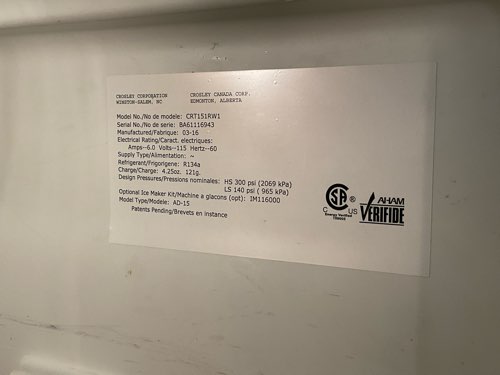 CROSLEY CORPORATION CROSLEY CANADA CORP.
WINSTON-SALEM, NC EDMONTON, ALBERTA
Model No./No de modele: CRT151RW1
Serial No./No de serie: BA61116943
Manufactured/Fabrique: 03-16
Electrical Rating/Caract. electriques:
Amps--6.0 Volts--115 Hertz--60
Supply Type/Alimentation: ~
Refrigerant/Frigorigene: R134a
Charge/Charge: 4.25oz. 121g.
Design Pressures/Pressions nominales: HS 300 psi (2069 kPa)
LS 140 psi ( 965 kPa)
Optional Ice Maker Kit/Machine a glacons (opt): IM116000
Model Type/Modele: AD-15
Patents Pending/Brevets en instance
CSA ®
C US
Energy Verified
AHAM
VERIFIDE